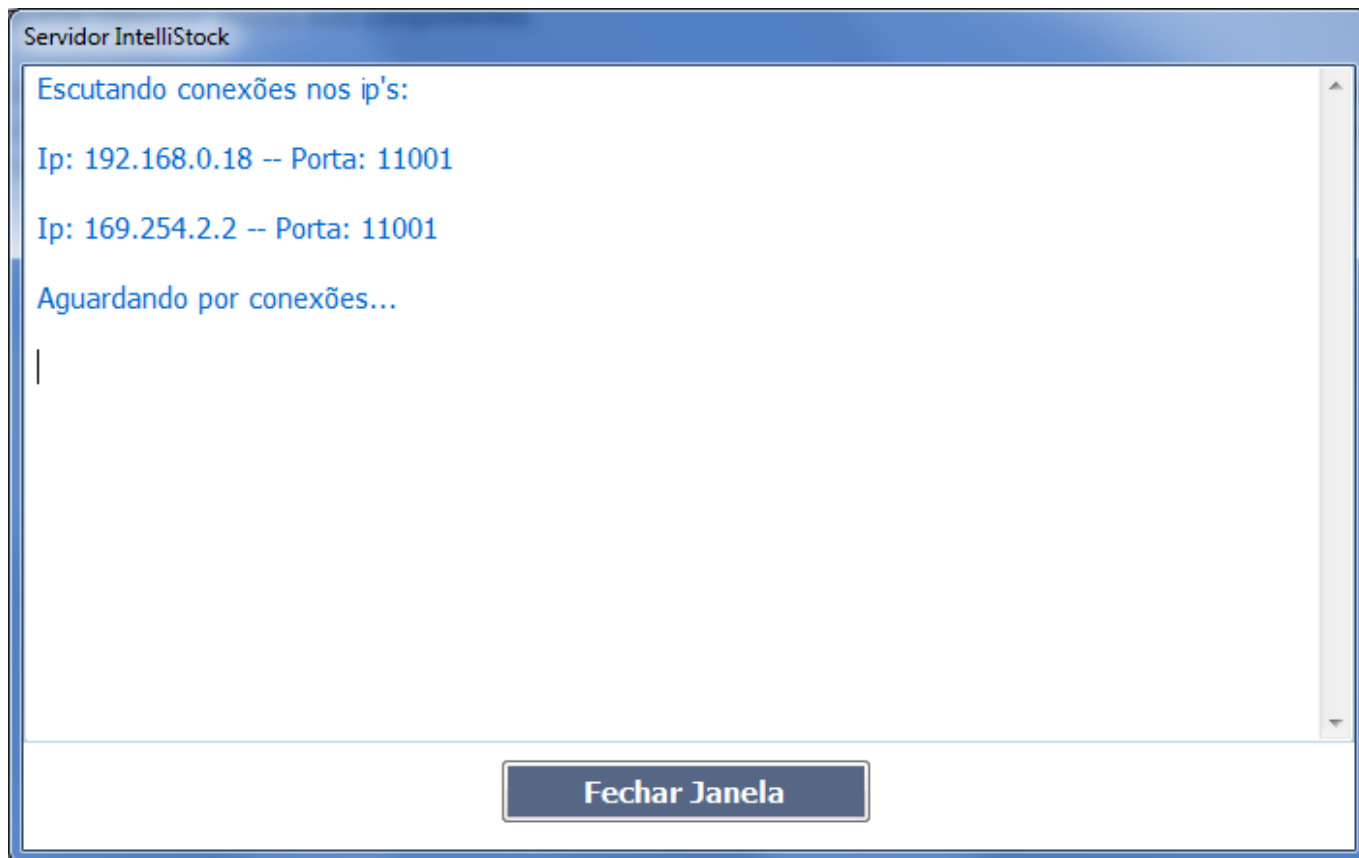 Servidor IntelliStock
Escutando conexões nos ip's:
Ip: 192.168.0.18 -- Porta: 11001
Ip: 169.254.2.2 -- Porta: 11001
Aguardando por conexões...
Fechar Janela